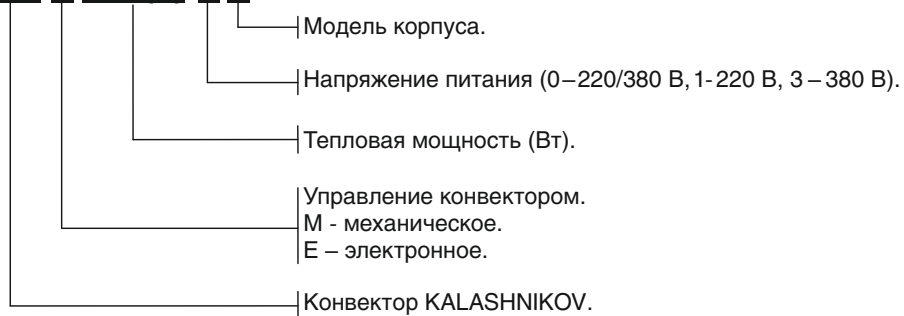 Модель корпуса.
Напряжение питания (0–220/380 В, 1- 220 В, 3 – 380 В).
Тепловая мощность (Вт).
Управление конвектором.
М - механическое.
Е – электронное.
Конвектор KALASHNIKOV.